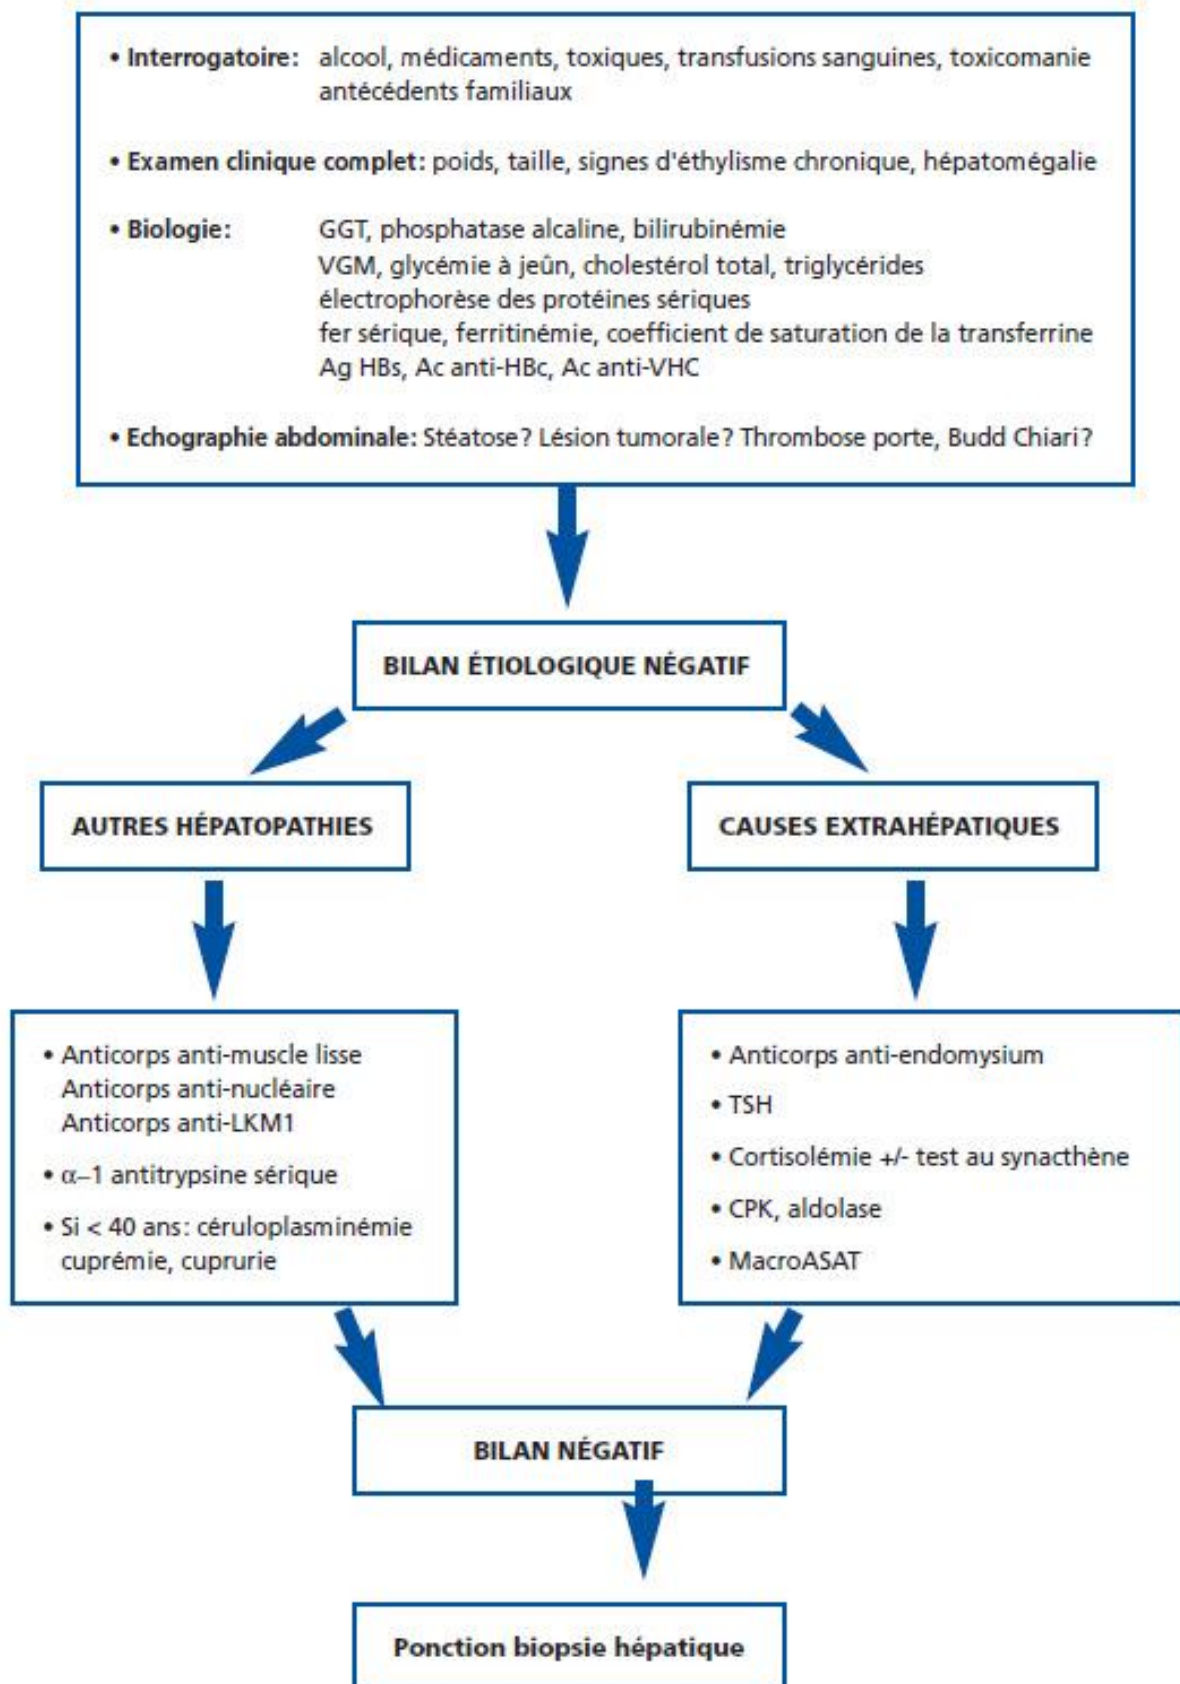 • Interrogatoire: alcool, médicaments, toxiques, transfusions sanguines, toxicomanie
antécédents familiaux
• Examen clinique complet: poids, taille, signes d'éthylisme chronique, hépatomégalie
• Biologie: GGT, phosphatase alcaline, bilirubinémie
VGM, glycémie à jeûn, cholestérol total, triglycérides
électrophorèse des protéines sériques
fer sérique, ferritinémie, coefficient de saturation de la transferrine
Ag HBs, Ac anti-HBc, Ac anti-VHC
• Echographie abdominale: Stéatose? Lésion tumorale? Thrombose porte, Budd Chiari?
BILAN ÉTIOLOGIQUE NÉGATIF
AUTRES HÉPATOPATHIES
CAUSES EXTRAHÉPATIQUES
• Anticorps anti-muscle lisse
Anticorps anti-nucléaire
Anticorps anti-LKM1
• α–1 antitrypsine sérique
• Si < 40 ans: céruloplasminémie
cuprémie, cuprurie
• Anticorps anti-endomysium
• TSH
• Cortisolémie +/- test au synacthène
• CPK, aldolase
• MacroASAT
BILAN NÉGATIF
Ponction biopsie hépatique